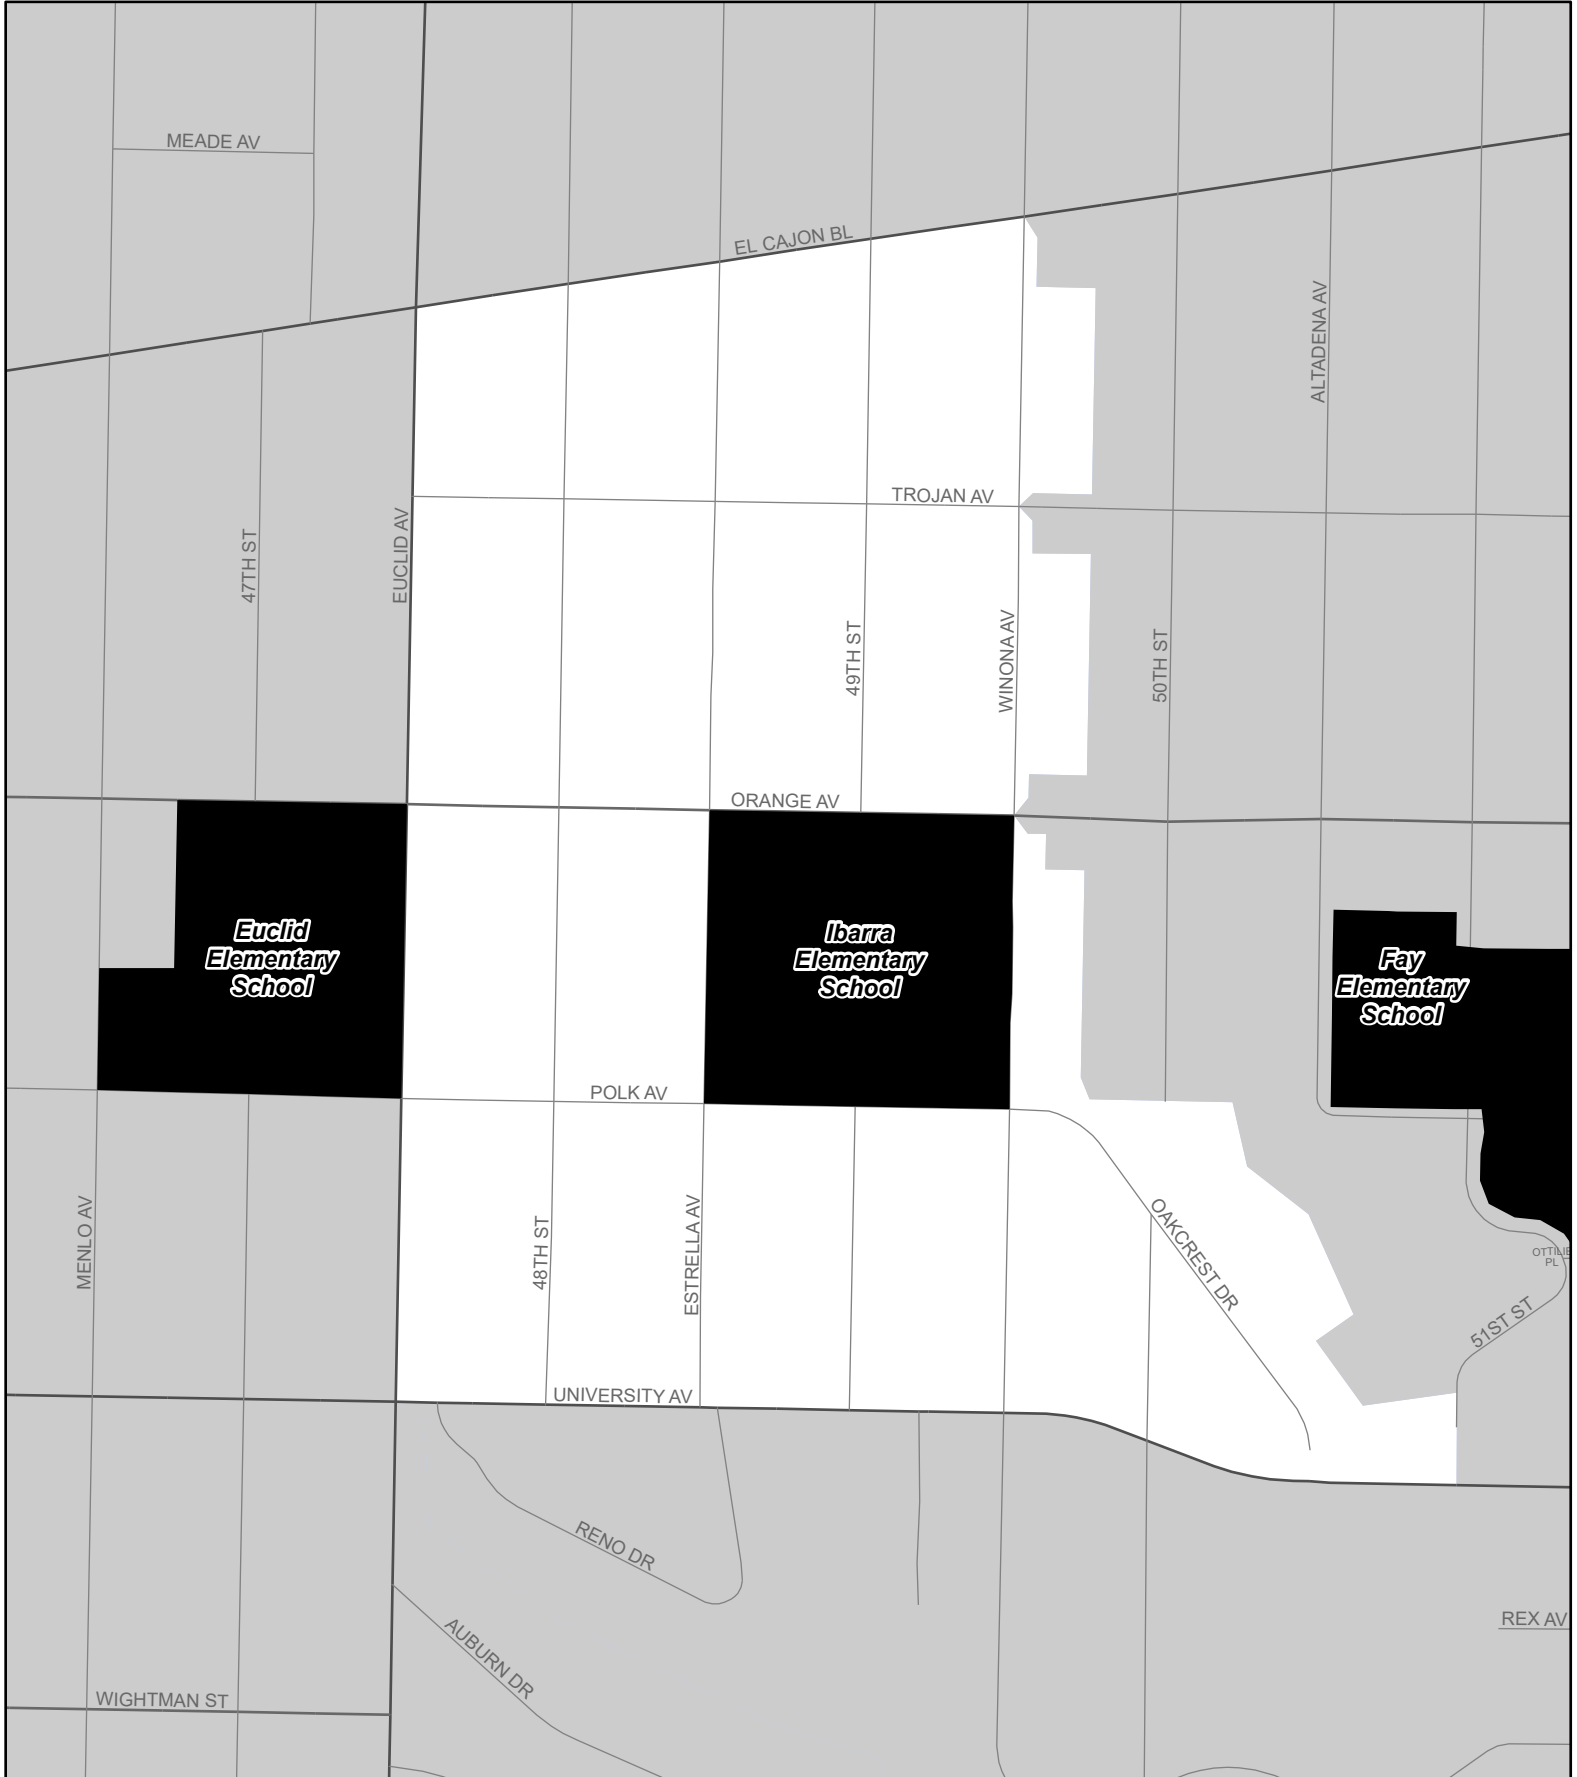 MEADE AV
EL CAJON BL
ALTADENA AV
TROJAN AV
47TH ST
EUCLID AV
49TH ST
WINONA AV
50TH ST
ORANGE AV
Euclid
Elementary
School
Ibarra
Elementary
School
Fay
Elementary
School
POLK AV
MENLO AV
48TH ST
ESTRELLA AV
OAKCREST DR
OTTILIE
PL
51ST ST
UNIVERSITY AV
RENO DR
AUBURN DR
REX AV
WIGHTMAN ST